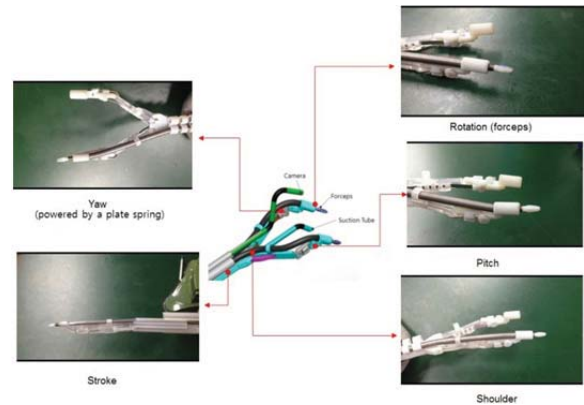 Rotation (forceps)
Yaw
(powered by a plate spring)
Camera
Forceps
Suction Tube
Pitch
Stroke
Shoulder